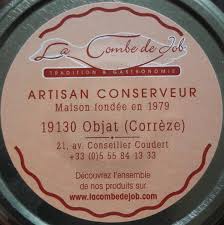 La Combe de Job
TRADITION & GASTRONOMIE
ARTISAN CONSERVEUR
Maison fondée en 1979
19130 Objat (Corrèze)
21, av. Conseiller Coudert
+33 (0)5 55 84 13 33
Découvrez l'ensemble
de nos produits sur
www.lacombedejob.com